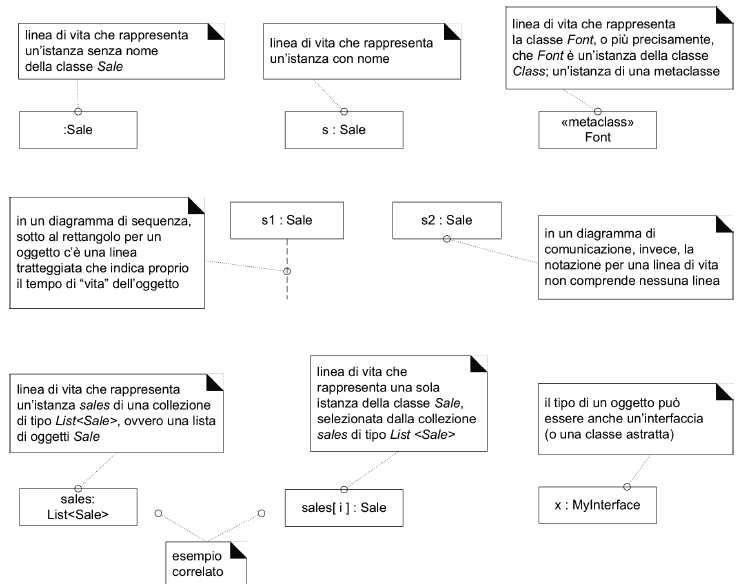 linea di vita che rappresenta
un'istanza senza nome
della classe Sale
linea di vita che rappresenta
un'istanza con nome
linea di vita che rappresenta
la classe Font, o più precisamente,
che Font è un'istanza della classe
Class; un'istanza di una metaclasse
:Sale
s : Sale
«metaclass»
Font
in un diagramma di sequenza,
sotto al rettangolo per un
oggetto c'è una linea
tratteggiata che indica proprio
il tempo di “vita” dell'oggetto
s1 : Sale
s2 : Sale
in un diagramma di
comunicazione, invece, la
notazione per una linea di vita
non comprende nessuna linea
linea di vita che rappresenta
un'istanza sales di una collezione
di tipo List<Sale>, ovvero una lista
di oggetti Sale
linea di vita che
rappresenta una sola
istanza della classe Sale,
selezionata dalla collezione
sales di tipo List <Sale>
il tipo di un oggetto può
essere anche un'interfaccia
(o una classe astratta)
sales:
List<Sale>
sales[ i ] : Sale
x : MyInterface
esempio
correlato